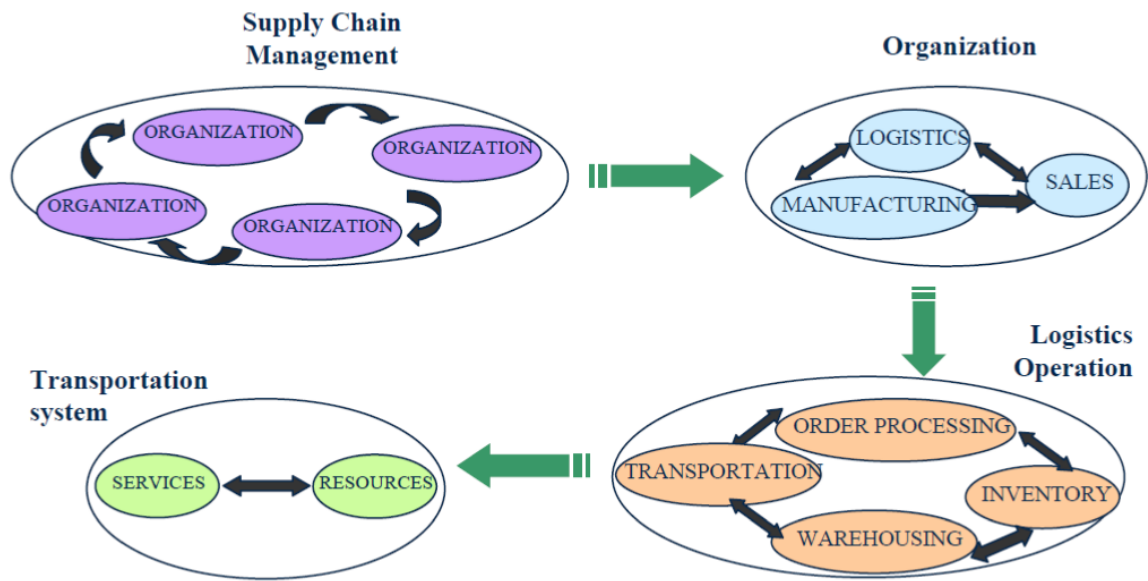 Supply Chain
Management
ORGANIZATION
ORGANIZATION
ORGANIZATION
ORGANIZATION
Organization
LOGISTICS
SALES
MANUFACTURING
Logistics
Operation
ORDER PROCESSING
TRANSPORTATION
INVENTORY
WAREHOUSING
Transportation
system
SERVICES
RESOURCES